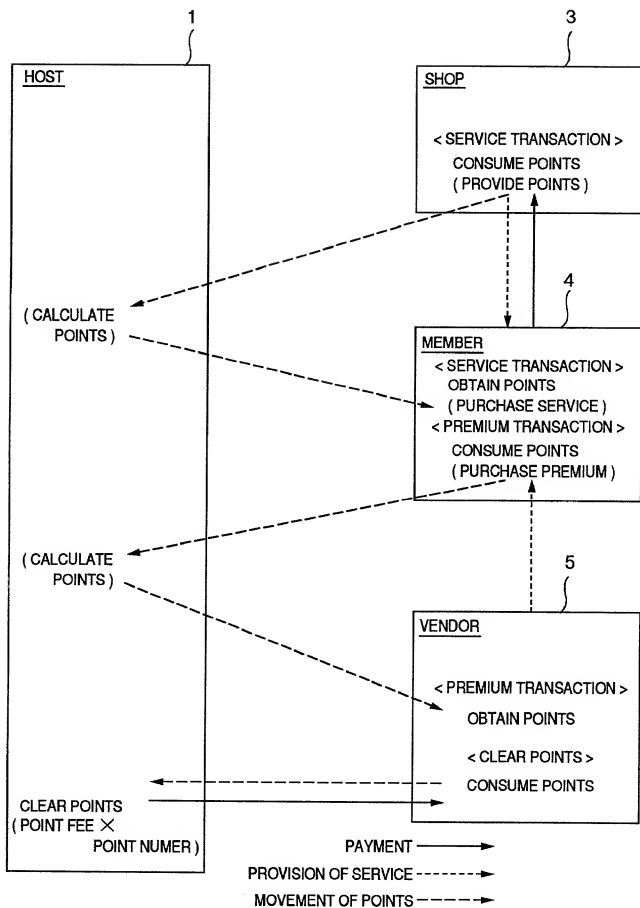 1
HOST
( CALCULATE
POINTS )
( CALCULATE
POINTS )
CLEAR POINTS
( POINT FEE ×
POINT NUMER )
3
SHOP
< SERVICE TRANSACTION >
CONSUME POINTS
( PROVIDE POINTS )
4
MEMBER
< SERVICE TRANSACTION >
OBTAIN POINTS
( PURCHASE SERVICE )
< PREMIUM TRANSACTION >
CONSUME POINTS
( PURCHASE PREMIUM )
5
VENDOR
< PREMIUM TRANSACTION >
OBTAIN POINTS
< CLEAR POINTS >
CONSUME POINTS
PAYMENT
PROVISION OF SERVICE
MOVEMENT OF POINTS